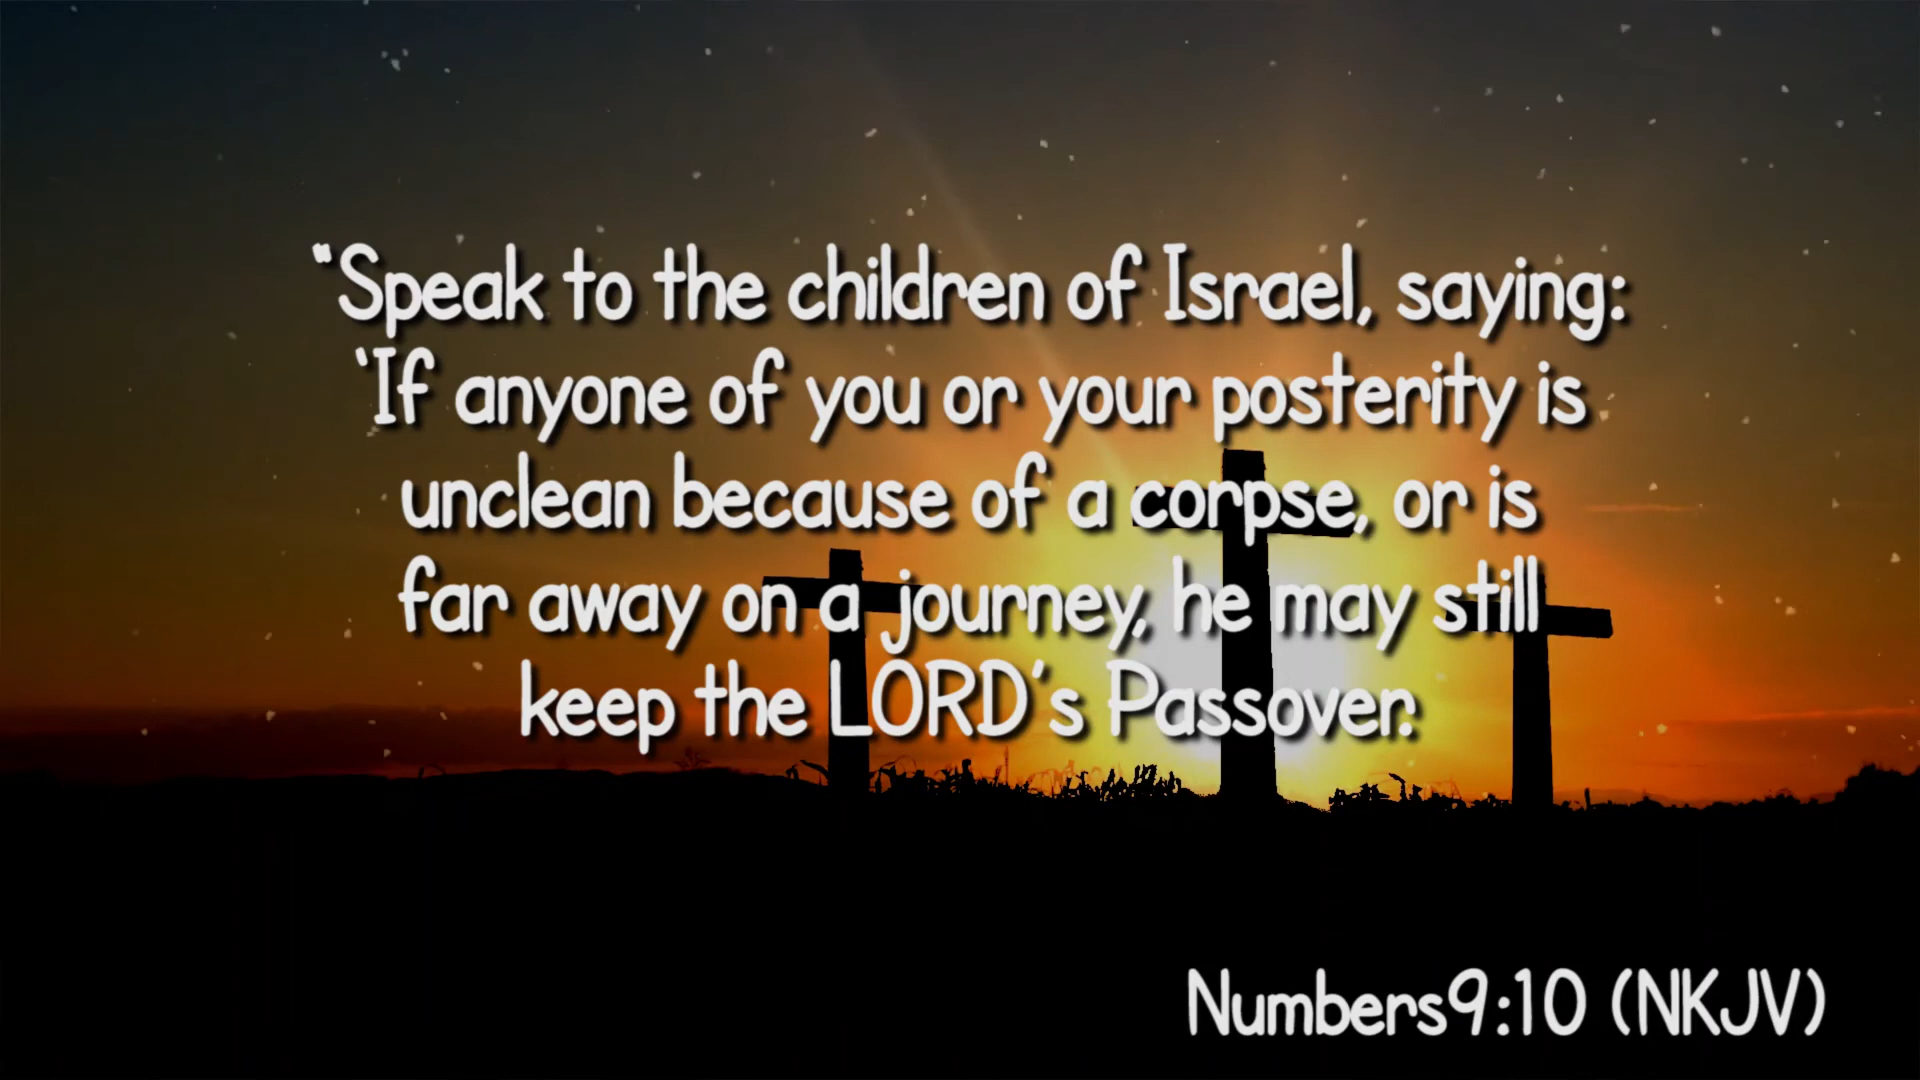 “Speak to the children of Israel, saying:
‘If anyone of you or your posterity is
unclean because of a corpse, or is
far away on a journey, he may still
keep the LORD’s Passover.
Numbers9:10 (NKJV)